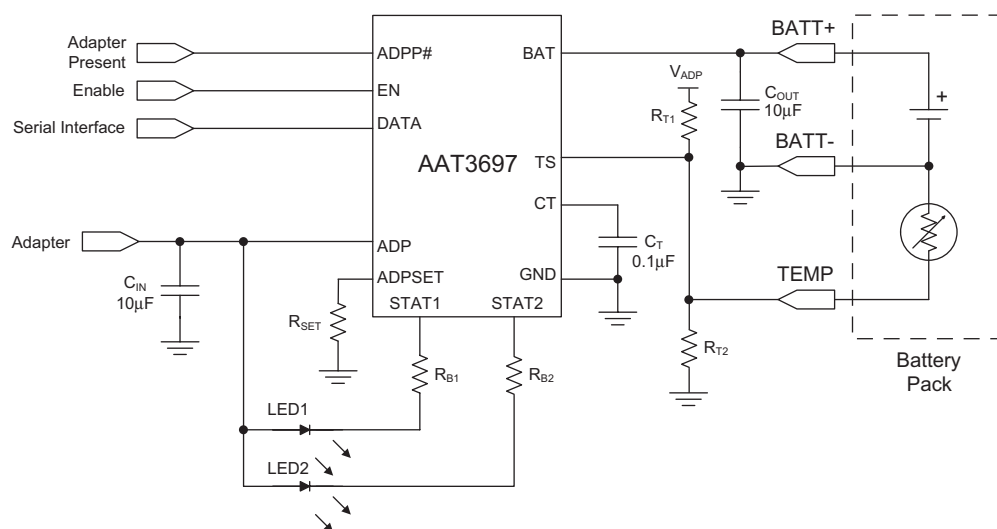 Adapter
Present
Enable
Serial Interface
Adapter
C_IN
10μF
ADPP#
EN
DATA
AAT3697
ADP
ADPSET
STAT1
STAT2
BAT
TS
CT
GND
R_SET
R_B1
R_B2
LED1
LED2
V_ADP
R_T1
R_T2
C_T
0.1μF
C_OUT
10μF
BATT+
BATT-
TEMP
+
Battery
Pack